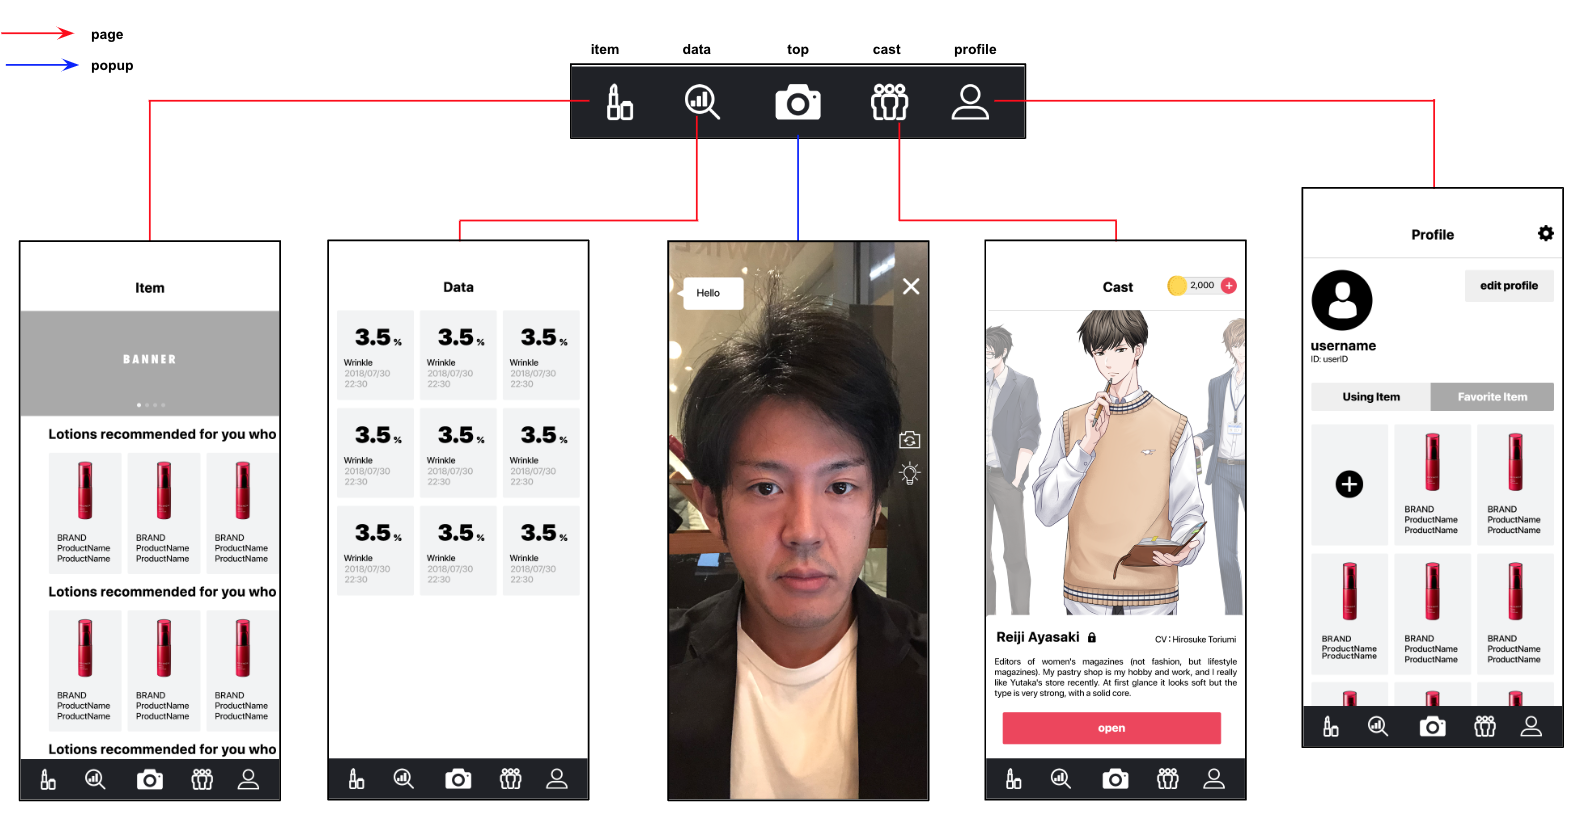 page
popup
item
data
top
cast
profile
Item
BANNER
Lotions recommended for you who
BRAND
ProductName
ProductName
BRAND
ProductName
ProductName
BRAND
ProductName
ProductName
Lotions recommended for you who
BRAND
ProductName
ProductName
BRAND
ProductName
ProductName
BRAND
ProductName
ProductName
Lotions recommended for you who
Data
3.5 %
Wrinkle
2018/07/30
22:30
3.5 %
Wrinkle
2018/07/30
22:30
3.5 %
Wrinkle
2018/07/30
22:30
3.5 %
Wrinkle
2018/07/30
22:30
3.5 %
Wrinkle
2018/07/30
22:30
3.5 %
Wrinkle
2018/07/30
22:30
3.5 %
Wrinkle
2018/07/30
22:30
3.5 %
Wrinkle
2018/07/30
22:30
3.5 %
Wrinkle
2018/07/30
22:30
Hello
Cast
2,000
Reiji Ayasaki
CV : Hirosuke Toriumi
Editors of women's magazines (not fashion, but lifestyle
magazines). My pastry shop is my hobby and work, and I really
like Yutaka's store recently. At first glance it looks soft but the
type is very strong, with a solid core.
open
Profile
edit profile
username
ID: userID
Using Item
Favorite Item
BRAND
ProductName
ProductName
BRAND
ProductName
ProductName
BRAND
ProductName
ProductName
BRAND
ProductName
ProductName
BRAND
ProductName
ProductName